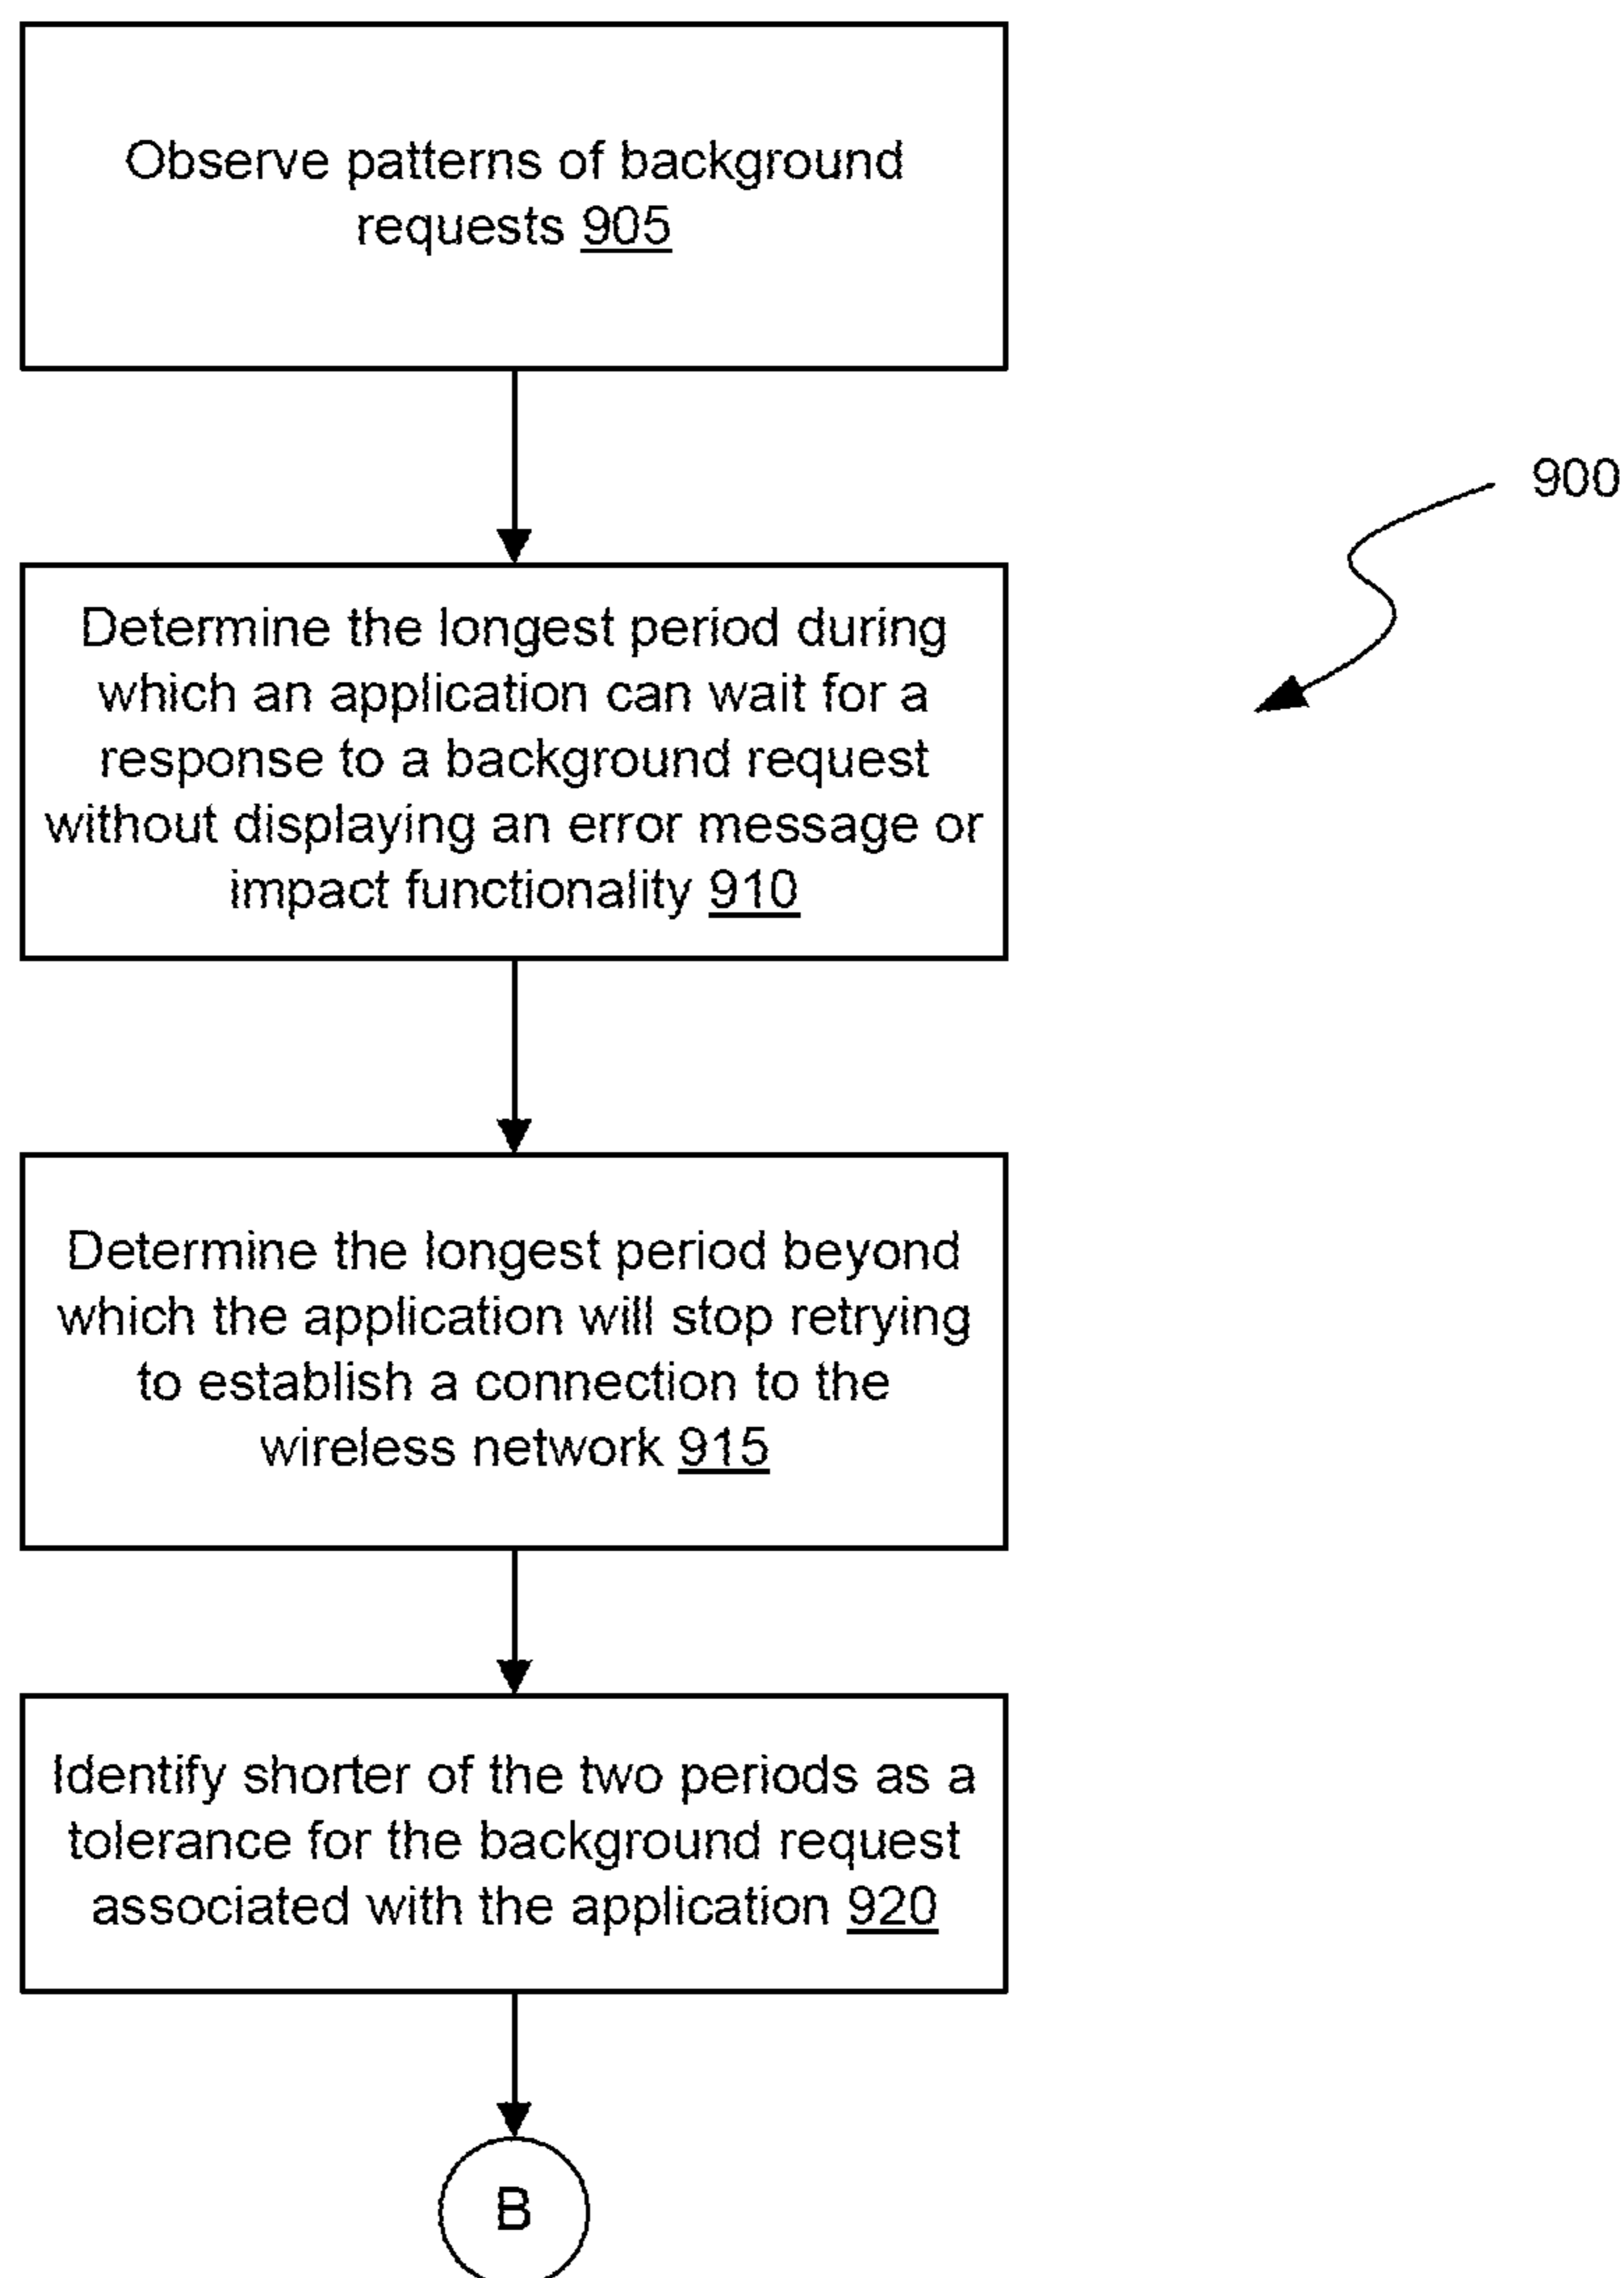 Observe patterns of background
requests 905
900
Determine the longest period during
which an application can wait for a
response to a background request
without displaying an error message or
impact functionality 910
Determine the longest period beyond
which the application will stop retrying
to establish a connection to the
wireless network 915
Identify shorter of the two periods as a
tolerance for the background request
associated with the application 920
B